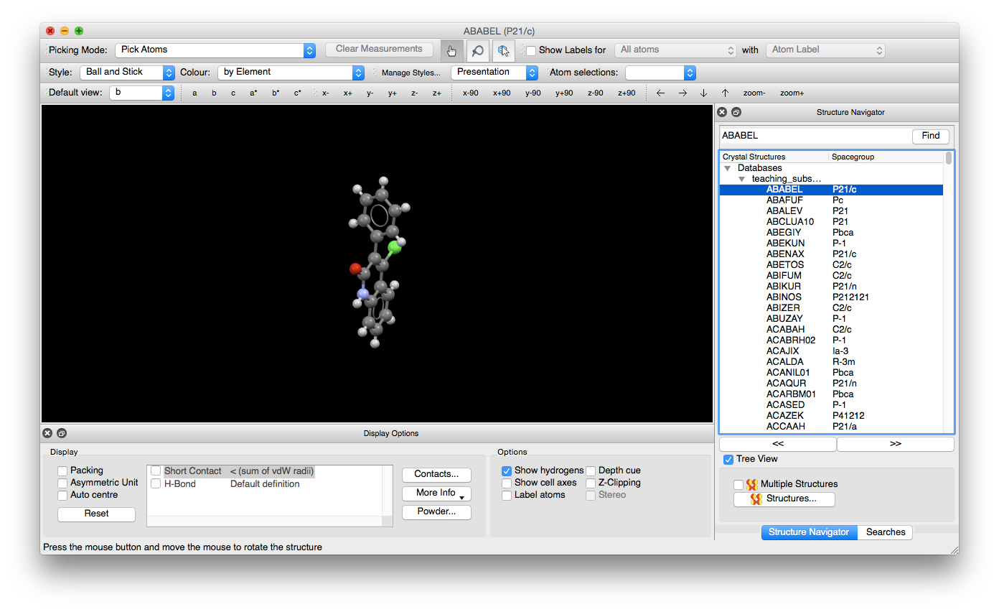 ABABEL (P21/c)
Picking Mode: Pick Atoms Clear Measurements Show Labels for All atoms with Atom Label
Style: Ball and Stick Colour: by Element Manage Styles... Presentation Atom selections:
Default view: b a b c a* b* c* x- x+ y- y+ z- z+ x-90 x+90 y-90 y+90 z-90 z+90 ← → ↓ ↑ zoom- zoom+
Structure Navigator
ABABEL Find
Crystal Structures Spacegroup
Databases
teaching_subs...
ABABEL P21/c
ABAFUF Pc
ABALEV P21
ABCLUA10 P21
ABEGIY Pbca
ABEKUN P-1
ABENAX P21/c
ABETOS C2/c
ABIFUM C2/c
ABIKUR P21/n
ABINOS P212121
ABIZER C2/c
ABUZAY P-1
ACABAH C2/c
ACABRH02 P-1
ACAJIX Ia-3
ACALDA R-3m
ACANIL01 Pbca
ACAQUR P21/n
ACARBM01 Pbca
ACASED P-1
ACAZEK P41212
ACCAAH P21/a
<< >>
Tree View
Multiple Structures
Structures...
Structure Navigator Searches
Display Options
Display
Packing
Asymmetric Unit
Auto centre
Reset
Short Contact < (sum of vdW radii)
H-Bond Default definition
Contacts...
More Info
Powder...
Options
Show hydrogens Depth cue
Show cell axes Z-Clipping
Label atoms Stereo
Press the mouse button and move the mouse to rotate the structure